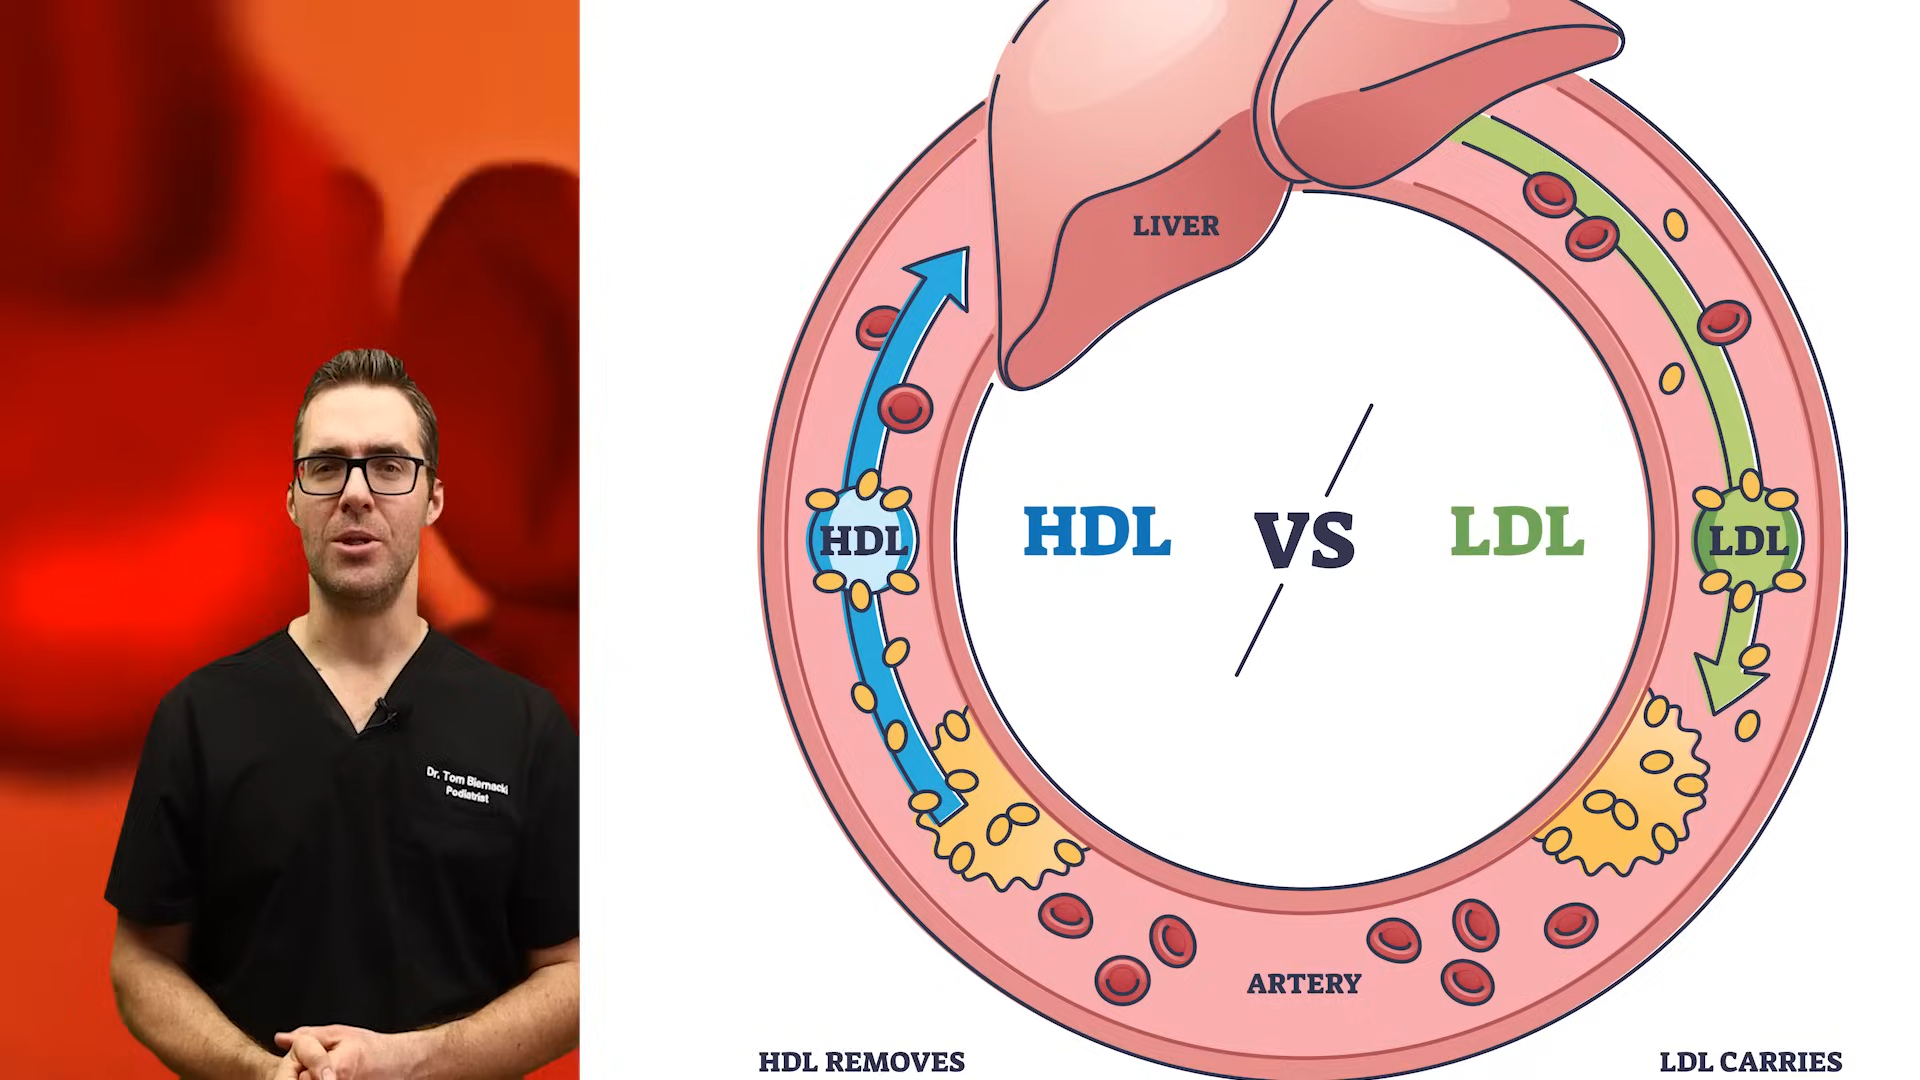 LIVER
HDL
HDL
VS
LDL
LDL
Dr. Tom Biernacki
Podiatrist
ARTERY
HDL REMOVES
LDL CARRIES